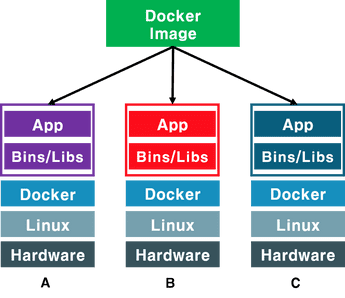 Docker
Image
App App App
Bins/Libs Bins/Libs Bins/Libs
Docker Docker Docker
Linux Linux Linux
Hardware Hardware Hardware
A B C